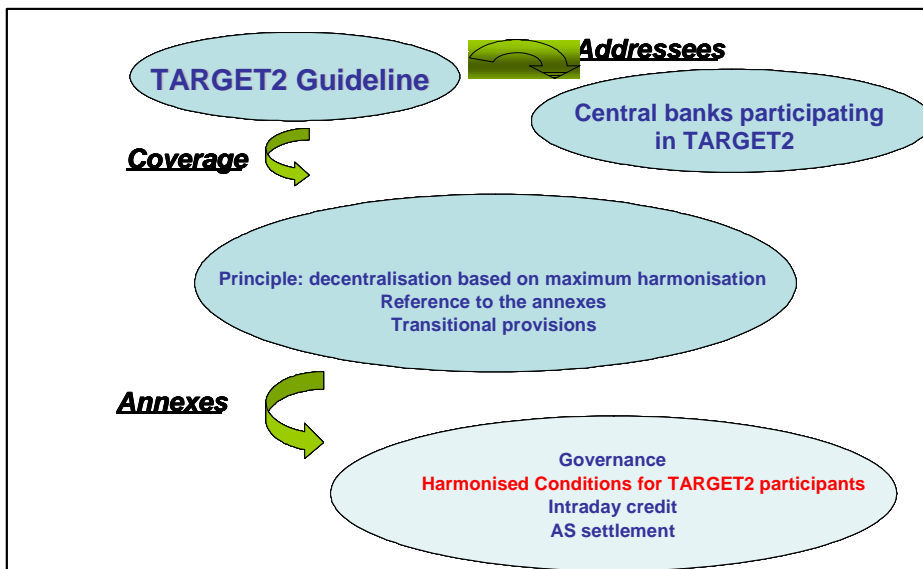 TARGET2 Guideline
Addressees
Central banks participating
in TARGET2
Coverage
Principle: decentralisation based on maximum harmonisation
Reference to the annexes
Transitional provisions
Annexes
Governance
Harmonised Conditions for TARGET2 participants
Intraday credit
AS settlement